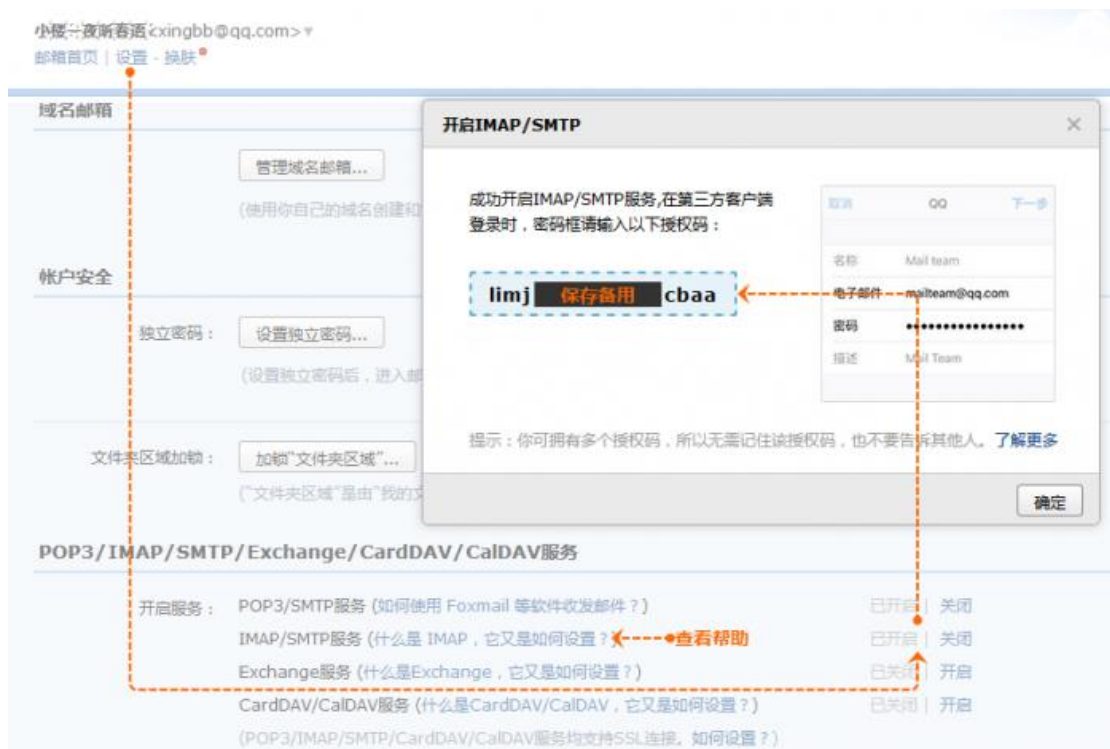 小楼一夜听春语<xingbb@qq.com>▼
邮箱首页 | 设置 - 换肤
域名邮箱
管理域名邮箱...
(使用你自己的域名创建和
帐户安全
独立密码：
设置独立密码...
(设置独立密码后，进入邮
文件夹区域加锁：
加锁"文件夹区域"...
("文件夹区域"是由"我的文
开启IMAP/SMTP
×
成功开启IMAP/SMTP服务,在第三方客户端
登录时，密码框请输入以下授权码：
limj 保存备用 cbaa
取消 QQ 下一步
名称 Mail team
电子邮件 mailteam@qq.com
密码 ••••••••••••••••
描述 Mail Team
提示：你可拥有多个授权码，所以无需记住该授权码，也不要告诉其他人。了解更多
确定
POP3/IMAP/SMTP/Exchange/CardDAV/CalDAV服务
开启服务： POP3/SMTP服务 (如何使用 Foxmail 等软件收发邮件？) 已开启 | 关闭
IMAP/SMTP服务 (什么是 IMAP，它又是如何设置？) 查看帮助 已开启 | 关闭
Exchange服务 (什么是Exchange，它又是如何设置？) 已关闭 | 开启
CardDAV/CalDAV服务 (什么是CardDAV/CalDAV，它又是如何设置？) 已关闭 | 开启
(POP3/IMAP/SMTP/CardDAV/CalDAV服务均支持SSL连接。如何设置？)